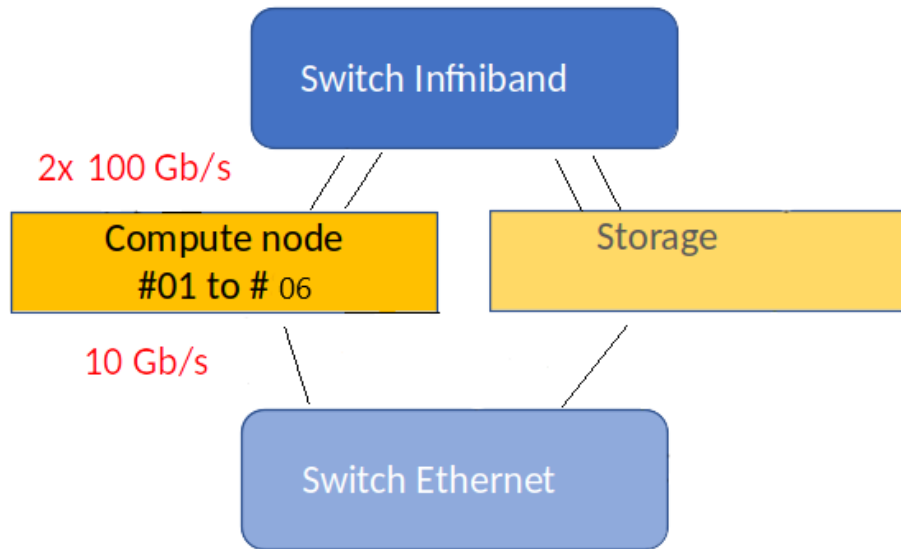 Switch Infiniband
2x 100 Gb/s
Compute node
#01 to # 06
Storage
10 Gb/s
Switch Ethernet